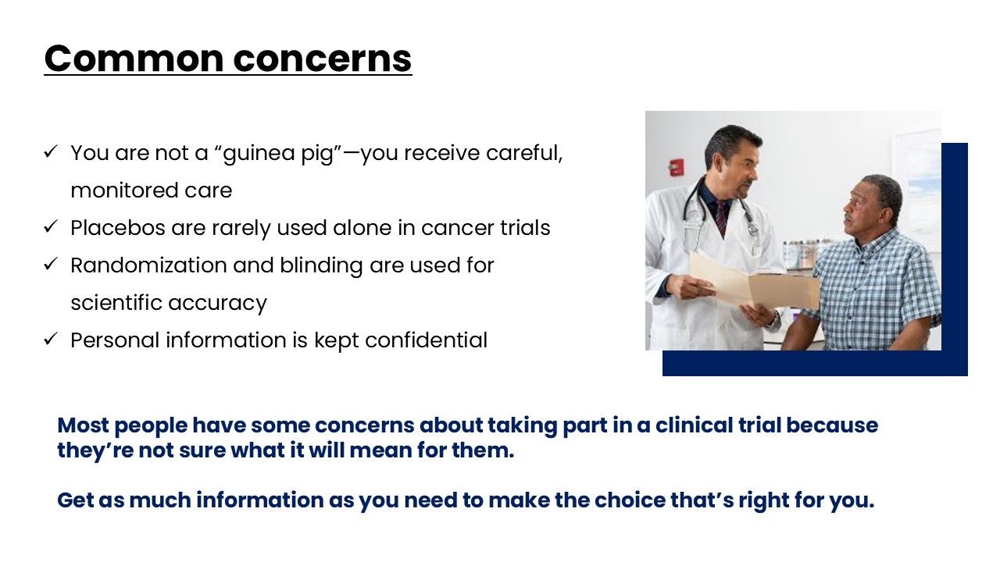 Common concerns
✓ You are not a “guinea pig”—you receive careful,
monitored care
✓ Placebos are rarely used alone in cancer trials
✓ Randomization and blinding are used for
scientific accuracy
✓ Personal information is kept confidential
Most people have some concerns about taking part in a clinical trial because
they’re not sure what it will mean for them.
Get as much information as you need to make the choice that’s right for you.